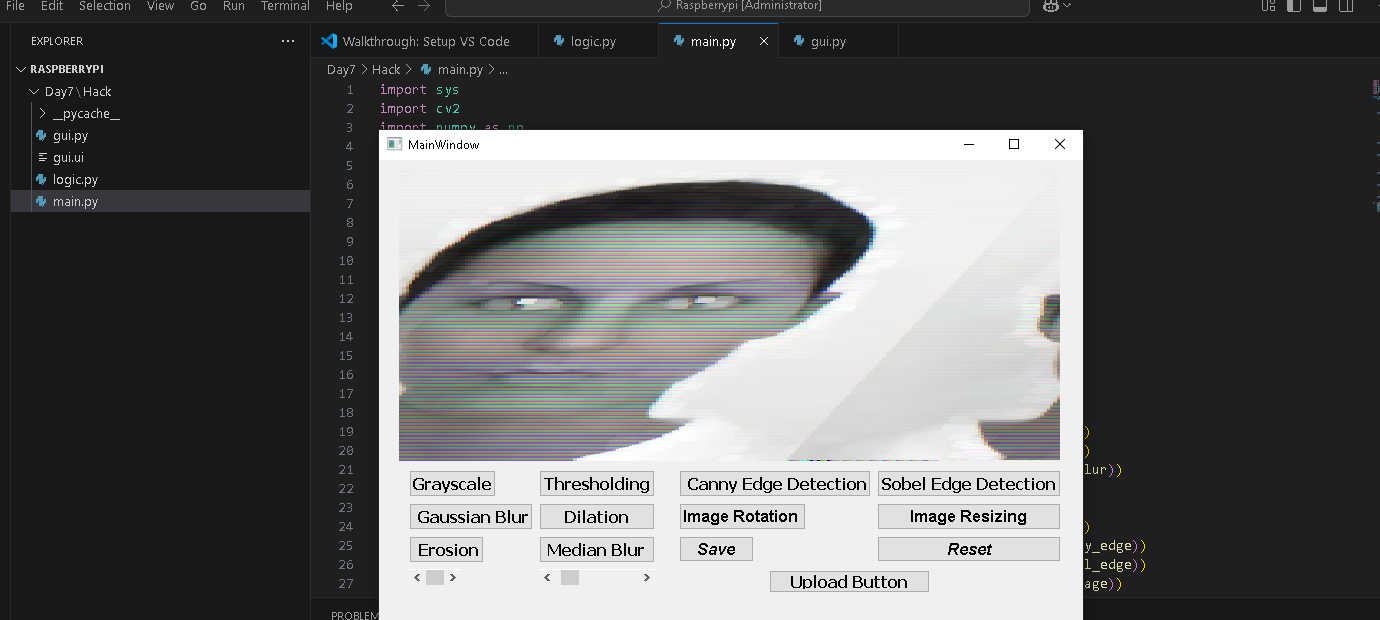 File Edit Selection View Go Run Terminal Help
Raspberrypi [Administrator]
EXPLORER
Walkthrough: Setup VS Code
logic.py
main.py
gui.py
RASPBERRYPI
Day7 \ Hack
__pycache__
gui.py
gui.ui
logic.py
main.py
Day7 > Hack > main.py > ...
1 import sys
2 import cv2
3 import numpy as np
4
5
6
7
8
9
10
11
12
13
14
15
16
17
18
19 )
20 )
21 lur))
22
23
24 )
25 y_edge))
26 l_edge))
27 age))
PROBLEM
MainWindow
Grayscale
Thresholding
Canny Edge Detection
Sobel Edge Detection
Gaussian Blur
Dilation
Image Rotation
Image Resizing
Erosion
Median Blur
Save
Reset
Upload Button